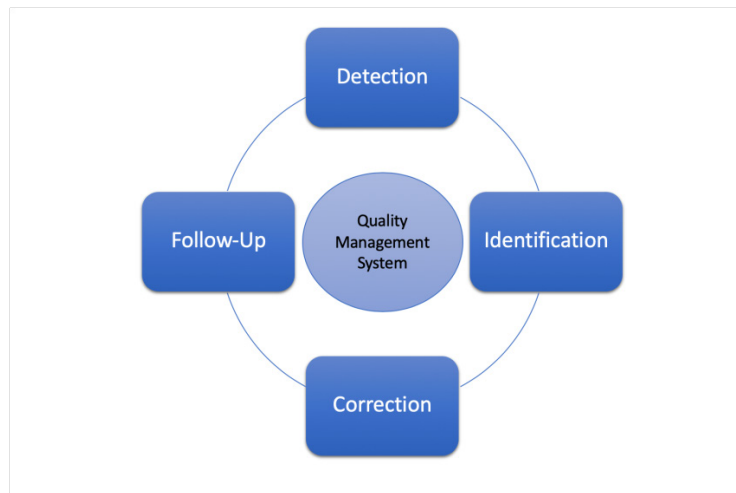 Detection
Follow-Up
Quality
Management
System
Identification
Correction